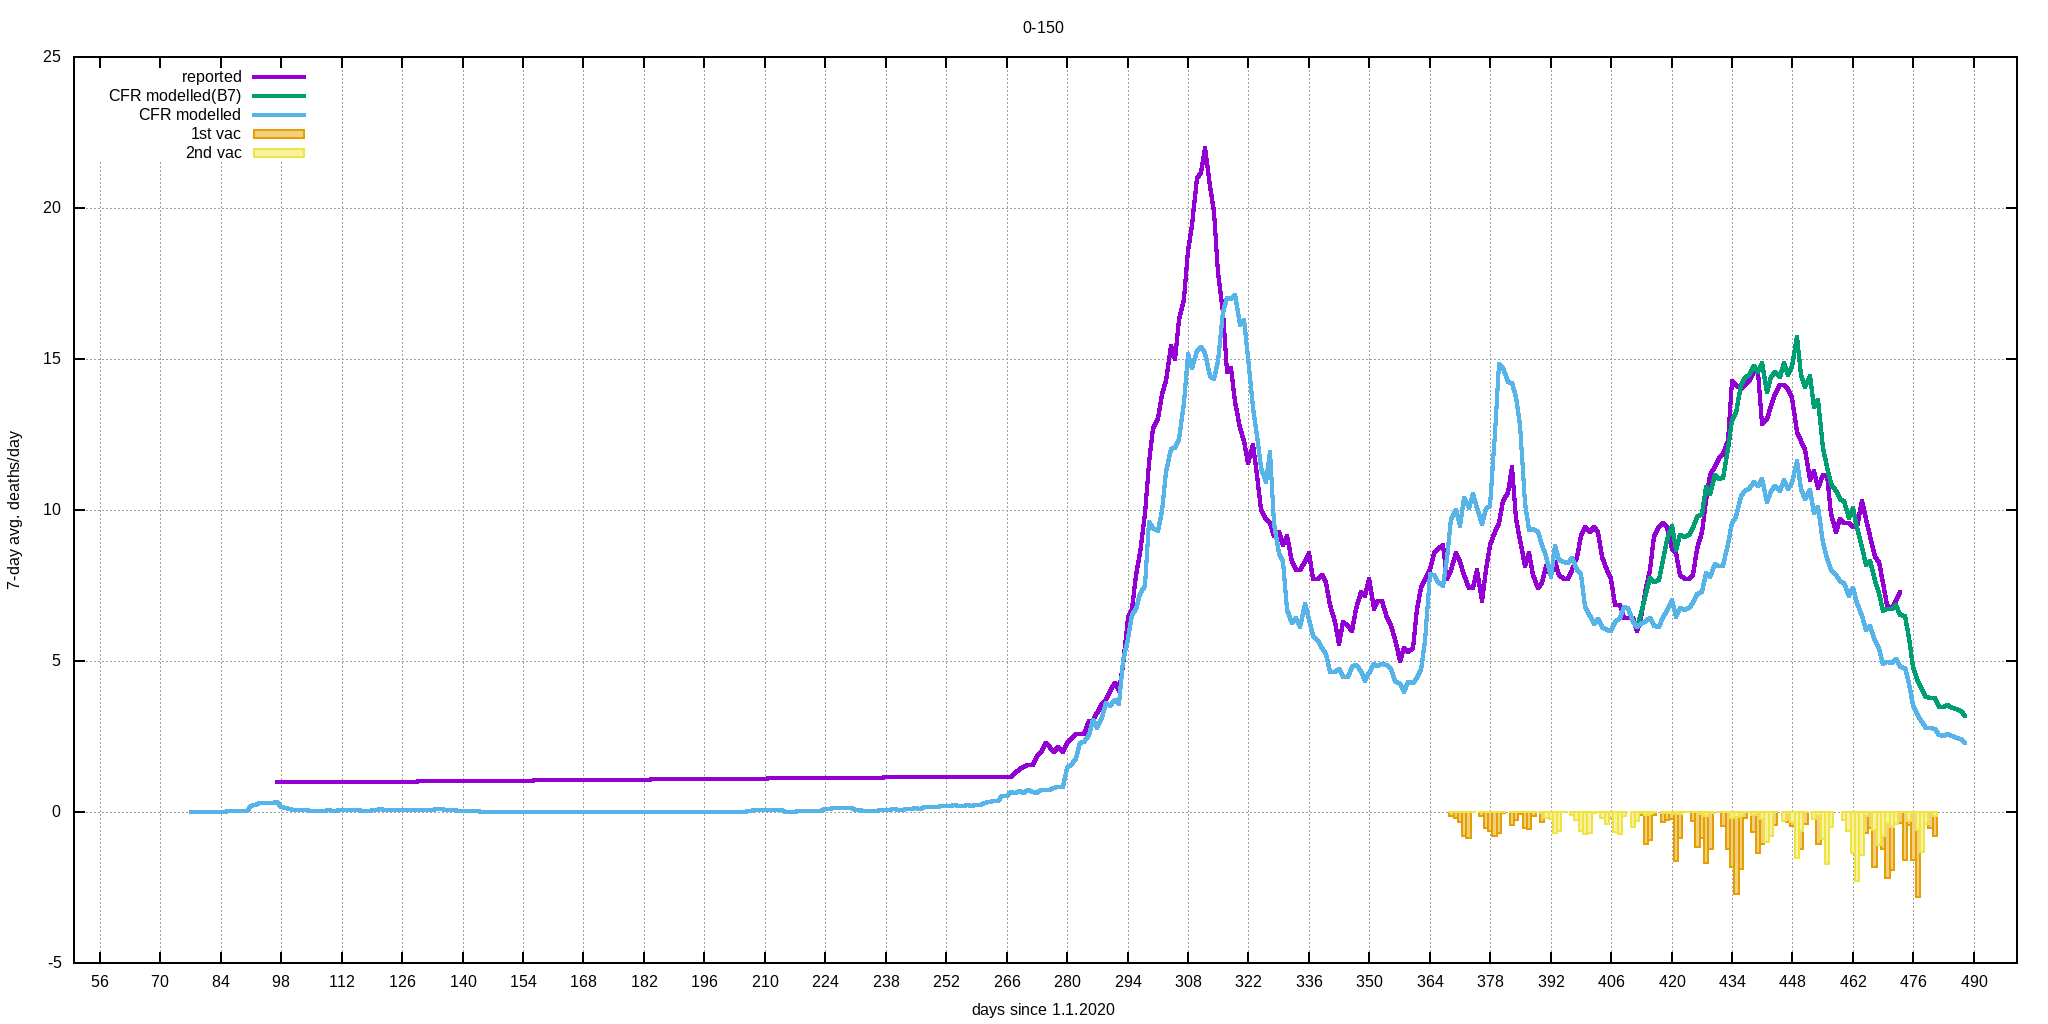 0-150
25
20
15
10
5
0
-5
7-day avg. deaths/day
reported
CFR modelled(B7)
CFR modelled
1st vac
2nd vac
56 70 84 98 112 126 140 154 168 182 196 210 224 238 252 266 280 294 308 322 336 350 364 378 392 406 420 434 448 462 476 490
days since 1.1.2020